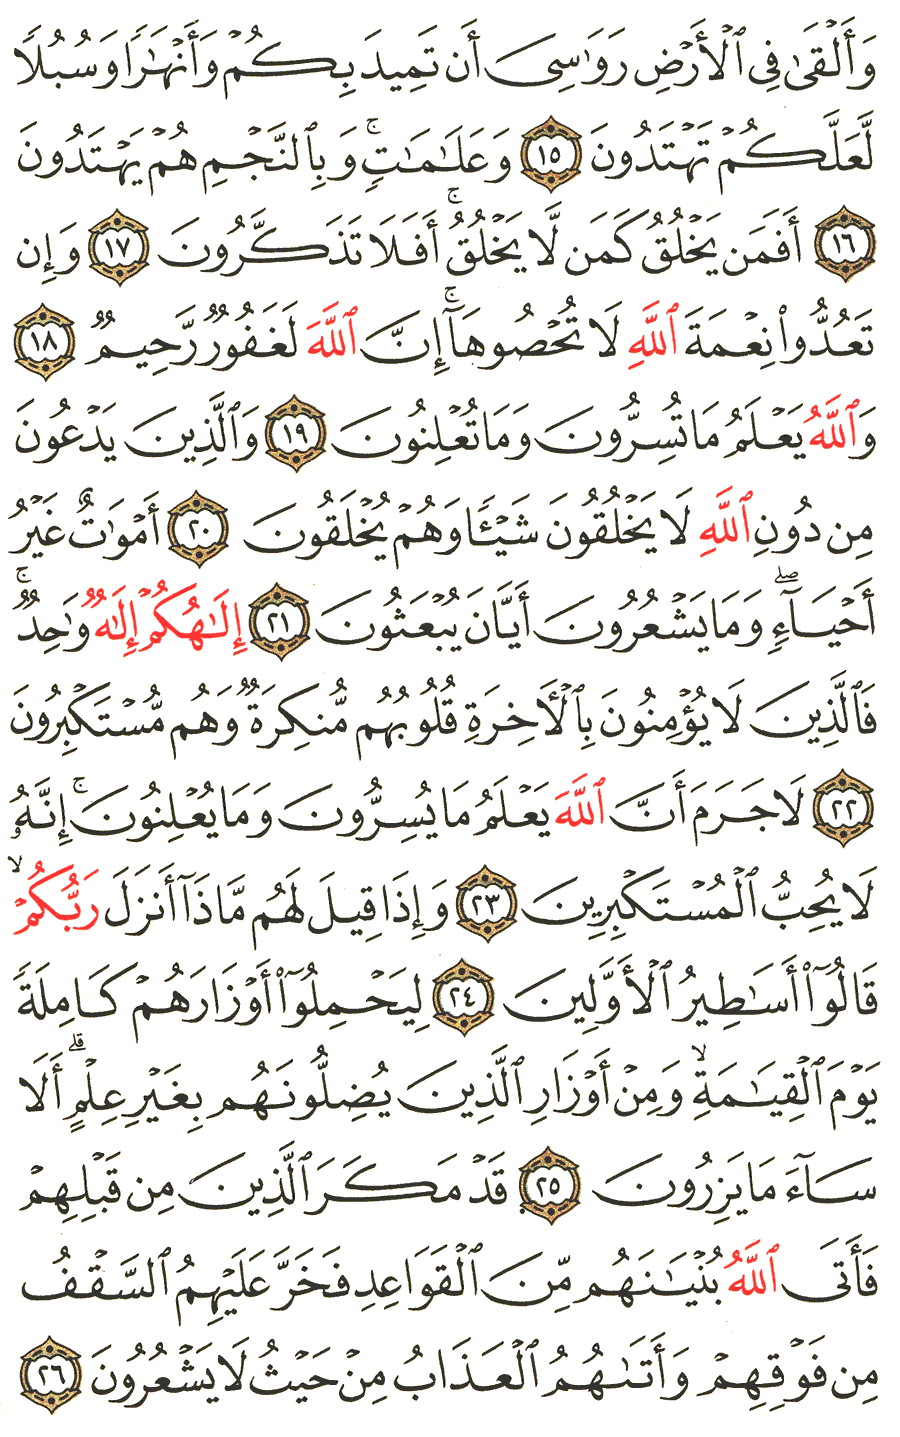 وَأَلْقَىٰ فِى ٱلْأَرْضِ رَوَٰسِىَ أَن تَمِيدَ بِكُمْ وَأَنْهَٰرًا وَسُبُلًا
لَّعَلَّكُمْ تَهْتَدُونَ ١٥ وَعَلَٰمَٰتٍۚ وَبِٱلنَّجْمِ هُمْ يَهْتَدُونَ
١٦ أَفَمَن يَخْلُقُ كَمَن لَّا يَخْلُقُۚ أَفَلَا تَذَكَّرُونَ ١٧ وَإِن
تَعُدُّوا۟ نِعْمَةَ ٱللَّهِ لَا تُحْصُوهَآۚ إِنَّ ٱللَّهَ لَغَفُورٌ رَّحِيمٌ ١٨
وَٱللَّهُ يَعْلَمُ مَا تُسِرُّونَ وَمَا تُعْلِنُونَ ١٩ وَٱلَّذِينَ يَدْعُونَ
مِن دُونِ ٱللَّهِ لَا يَخْلُقُونَ شَيْـًٔا وَهُمْ يُخْلَقُونَ ٢٠ أَمْوَٰتٌ غَيْرُ
أَحْيَآءٍۖ وَمَا يَشْعُرُونَ أَيَّانَ يُبْعَثُونَ ٢١ إِلَٰهُكُمْ إِلَٰهٌ وَٰحِدٌۚ
فَٱلَّذِينَ لَا يُؤْمِنُونَ بِٱلْـَٔاخِرَةِ قُلُوبُهُم مُّنكِرَةٌ وَهُم مُّسْتَكْبِرُونَ
٢٢ لَا جَرَمَ أَنَّ ٱللَّهَ يَعْلَمُ مَا يُسِرُّونَ وَمَا يُعْلِنُونَۚ إِنَّهُۥ
لَا يُحِبُّ ٱلْمُسْتَكْبِرِينَ ٢٣ وَإِذَا قِيلَ لَهُم مَّاذَآ أَنزَلَ رَبُّكُمْۙ
قَالُوٓا۟ أَسَٰطِيرُ ٱلْأَوَّلِينَ ٢٤ لِيَحْمِلُوٓا۟ أَوْزَارَهُمْ كَامِلَةً
يَوْمَ ٱلْقِيَٰمَةِۙ وَمِنْ أَوْزَارِ ٱلَّذِينَ يُضِلُّونَهُم بِغَيْرِ عِلْمٍۗ أَلَا
سَآءَ مَا يَزِرُونَ ٢٥ قَدْ مَكَرَ ٱلَّذِينَ مِن قَبْلِهِمْ
فَأَتَى ٱللَّهُ بُنْيَٰنَهُم مِّنَ ٱلْقَوَاعِدِ فَخَرَّ عَلَيْهِمُ ٱلسَّقْفُ
مِن فَوْقِهِمْ وَأَتَىٰهُمُ ٱلْعَذَابُ مِنْ حَيْثُ لَا يَشْعُرُونَ ٢٦